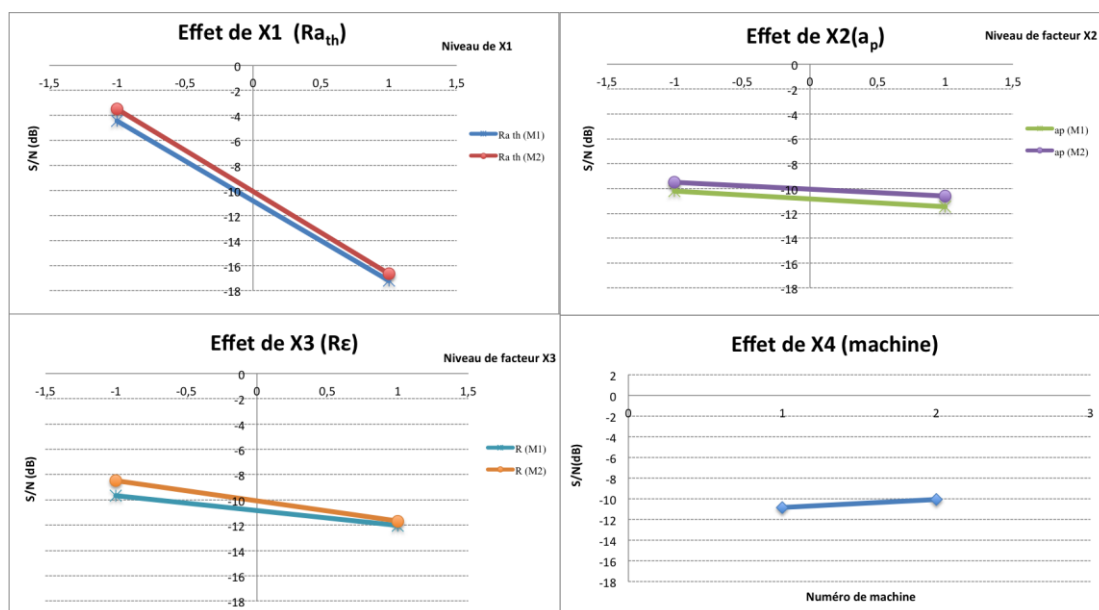 Effet de X1 (Ra_th)
Niveau de X1
0
-1,5 -1 -0,5 0 0,5 1 1,5
-2
-4
-6
-8
-10
-12
-14
-16
-18
S/N (dB)
Ra th (M1)
Ra th (M2)
Effet de X2(a_p)
Niveau de facteur X2
0
-1,5 -1 -0,5 0 0,5 1 1,5
-2
-4
-6
-8
-10
-12
-14
-16
-18
S/N (dB)
ap (M1)
ap (M2)
Effet de X3 (Rε)
Niveau de facteur X3
0
-1,5 -1 -0,5 0 0,5 1 1,5
-2
-4
-6
-8
-10
-12
-14
-16
-18
S/N (dB)
R (M1)
R (M2)
Effet de X4 (machine)
2
0
0 1 2 3
-2
-4
-6
-8
-10
-12
-14
-16
-18
S/N(dB)
Numéro de machine